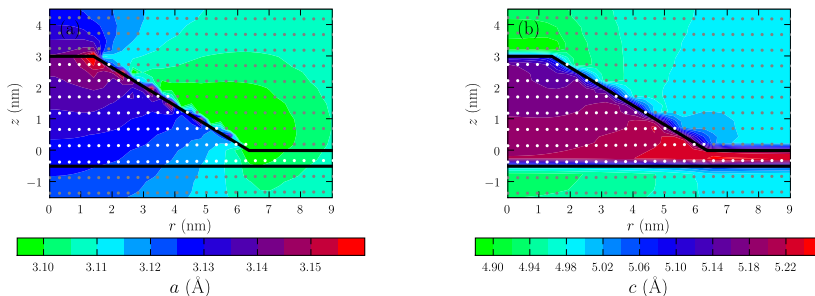 (a)
4
3
2
1
0
−1
z (nm)
0 1 2 3 4 5 6 7 8 9
r (nm)
3.10 3.11 3.12 3.13 3.14 3.15
a (Å)
(b)
4
3
2
1
0
−1
z (nm)
0 1 2 3 4 5 6 7 8 9
r (nm)
4.90 4.94 4.98 5.02 5.06 5.10 5.14 5.18 5.22
c (Å)